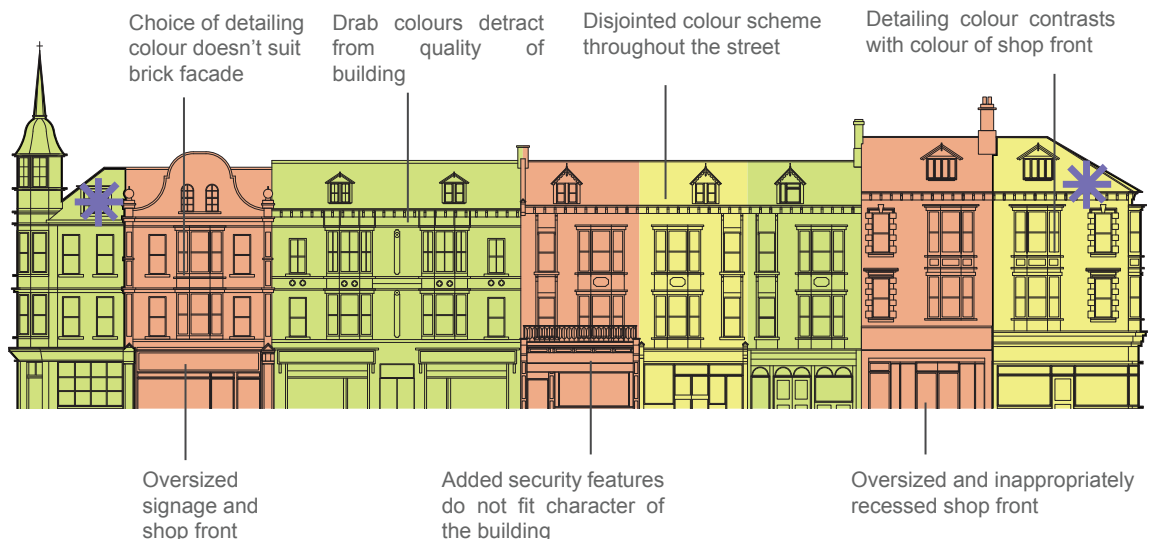 Choice of detailing
colour doesn’t suit
brick facade
Drab colours detract
from quality of
building
Disjointed colour scheme
throughout the street
Detailing colour contrasts
with colour of shop front
Oversized
signage and
shop front
Added security features
do not fit character of
the building
Oversized and inappropriately
recessed shop front